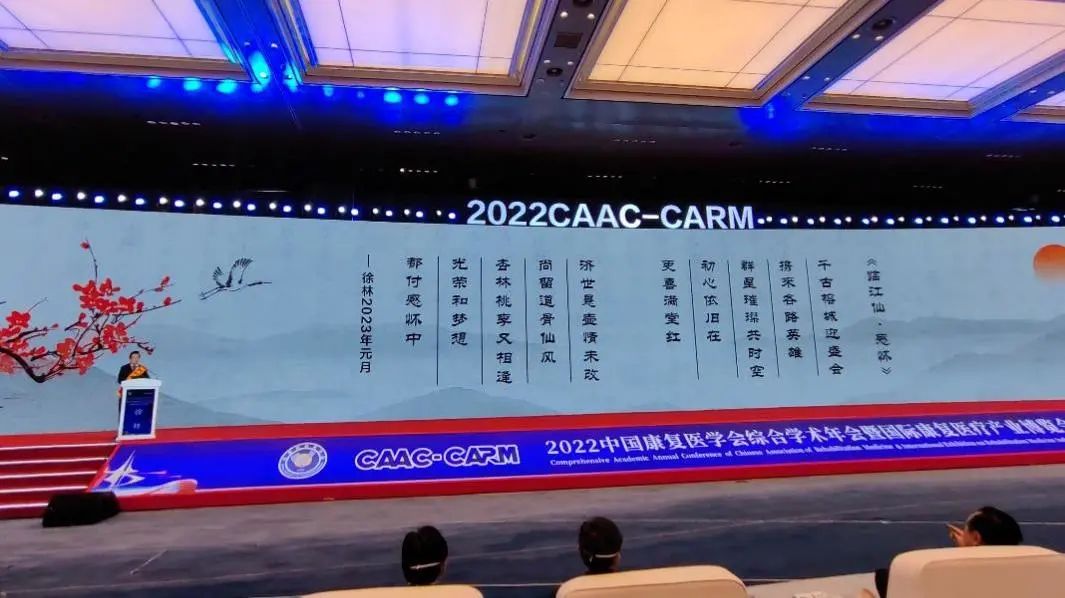 2022CAAC-CARM
《临江仙·感怀》
千古榕城迎盛会
携来各路英雄
群星璀璨共时空
初心依旧在
更喜满堂红
济世悬壶情未改
尚留道骨仙风
杏林桃李又相逢
光荣和梦想
都付感怀中
—徐林2023年元月
CAAC-CARM
2022中国康复医学会综合学术年会暨国际康复医疗产业博览会
Comprehensive Academic Annual Conference of Chinese Association of Rehabilitation Medicine & International Exhibition on Rehabilitation Medicine